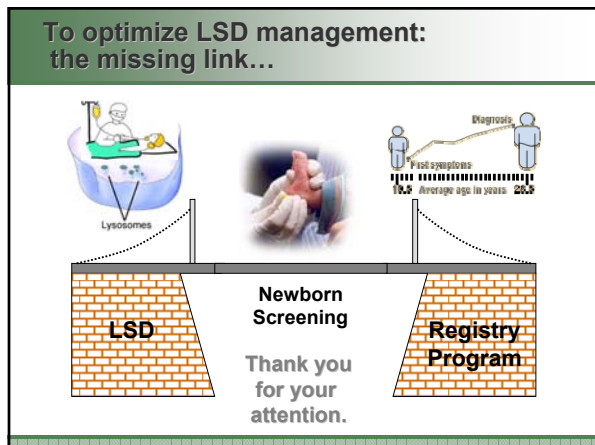 To optimize LSD management:
the missing link…
Diagnosis
First symptoms
Average age in years
Lysosomes
Newborn
Screening
LSD
Registry
Program
Thank you
for your
attention.